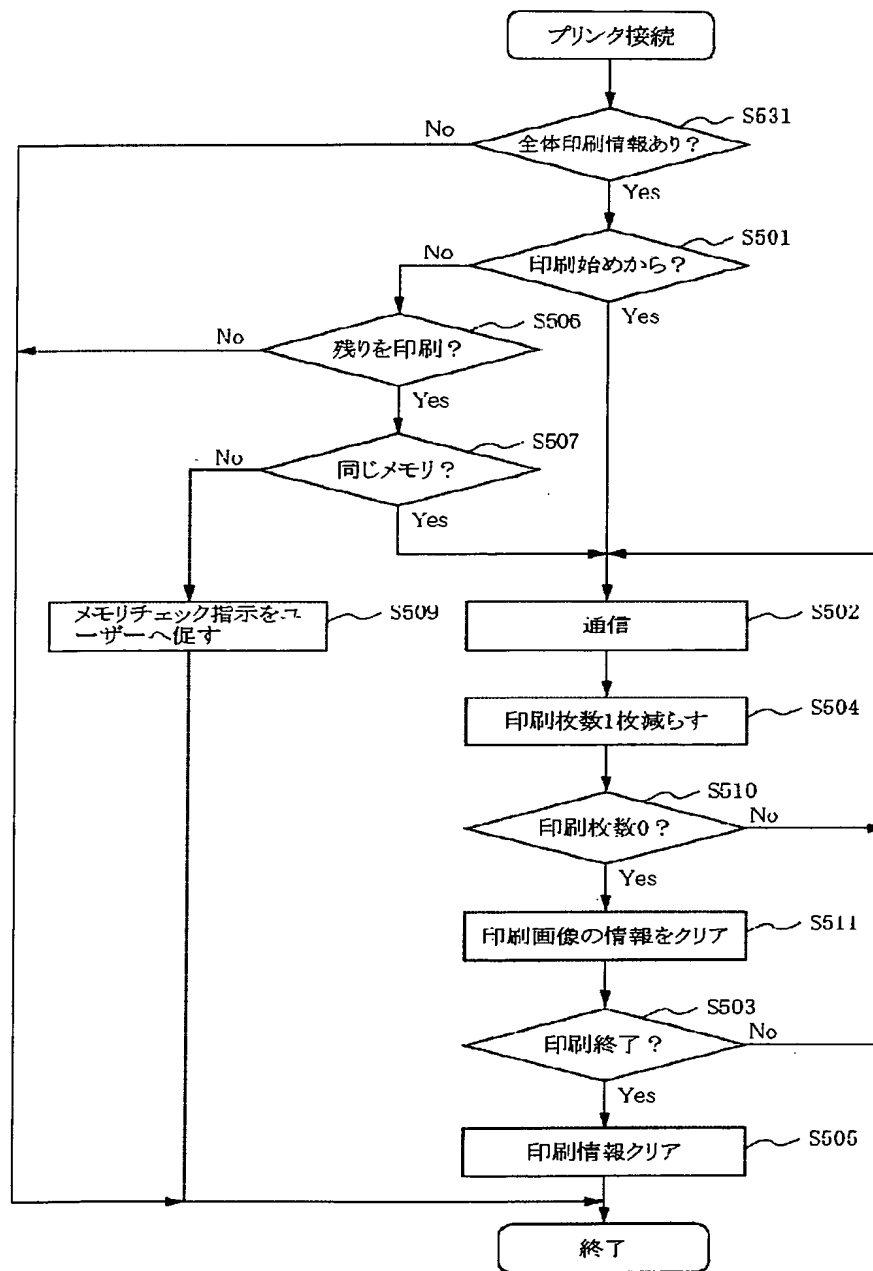 プリンタ接続
S531
No
全体印刷情報あり?
Yes
S501
No
印刷始めから?
Yes
S506
No
残りを印刷?
Yes
S507
No
同じメモリ?
Yes
メモリチェック指示をユ
ーザーへ促す
S509
通信
S502
印刷枚数1枚減らす
S504
S510
印刷枚数0?
No
Yes
印刷画像の情報をクリア
S511
S503
印刷終了?
No
Yes
印刷情報クリア
S505
終了